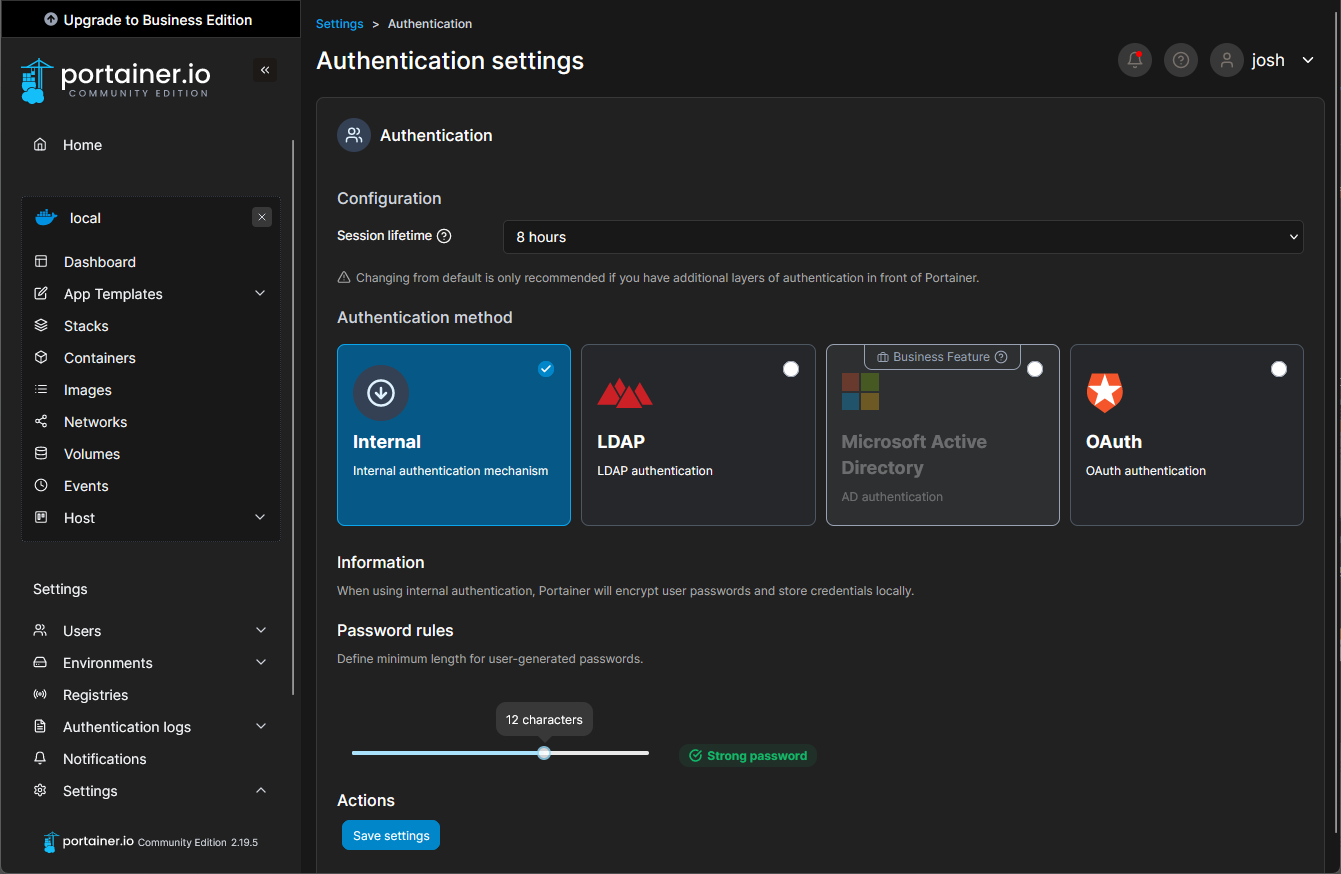 Upgrade to Business Edition
portainer.io
COMMUNITY EDITION
Home
local
Dashboard
App Templates
Stacks
Containers
Images
Networks
Volumes
Events
Host
Settings
Users
Environments
Registries
Authentication logs
Notifications
Settings
portainer.io Community Edition 2.19.5
Settings > Authentication
Authentication settings
josh
Authentication
Configuration
Session lifetime
8 hours
Changing from default is only recommended if you have additional layers of authentication in front of Portainer.
Authentication method
Internal
Internal authentication mechanism
LDAP
LDAP authentication
Business Feature
Microsoft Active
Directory
AD authentication
OAuth
OAuth authentication
Information
When using internal authentication, Portainer will encrypt user passwords and store credentials locally.
Password rules
Define minimum length for user-generated passwords.
12 characters
Strong password
Actions
Save settings